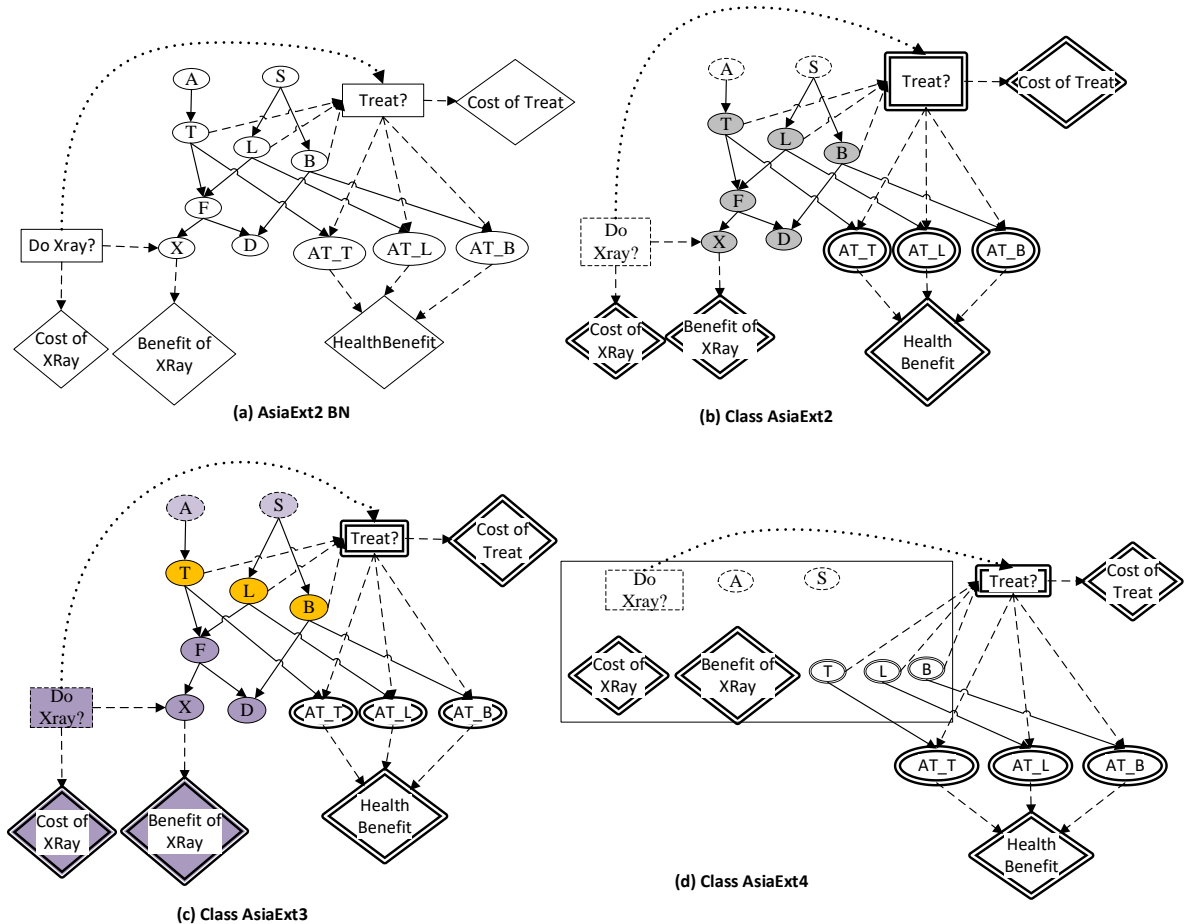 A
S
Treat?
Cost of Treat
T
L
B
F
Do Xray?
X
D
AT_T
AT_L
AT_B
Cost of
XRay
Benefit of
XRay
HealthBenefit
(a) AsiaExt2 BN
A
S
Treat?
Cost of Treat
T
L
B
F
Do
Xray?
X
D
AT_T
AT_L
AT_B
Cost of
XRay
Benefit of
XRay
Health
Benefit
(b) Class AsiaExt2
A
S
Treat?
Cost of
Treat
T
L
B
F
Do
Xray?
X
D
AT_T
AT_L
AT_B
Cost of
XRay
Benefit of
XRay
Health
Benefit
(c) Class AsiaExt3
Do
Xray?
A
S
[Treat?]
Cost of
Treat
Cost of
XRay
Benefit of
XRay
T
L
B
AT_T
AT_L
AT_B
Health
Benefit
(d) Class AsiaExt4